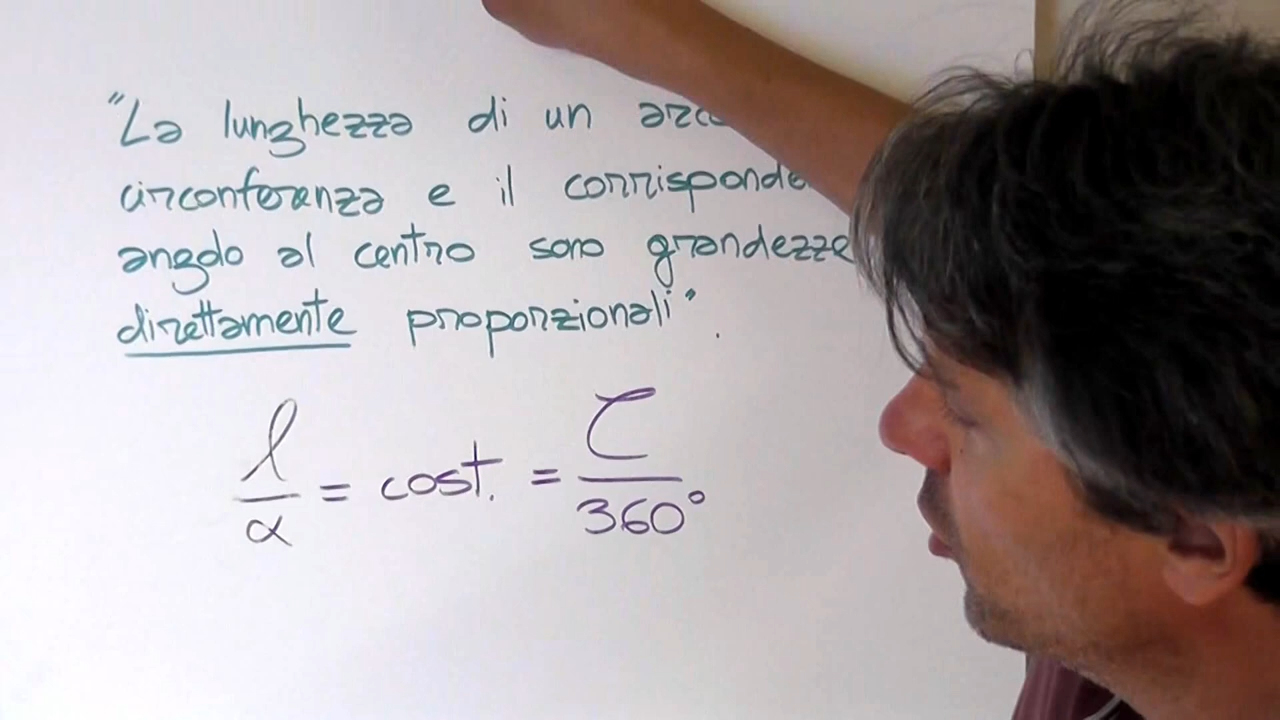 "La lunghezza di un
circonferenza e il
angolo al centro sono grandezze
direttamente proporzionali".
l/α = cost. = C/360°